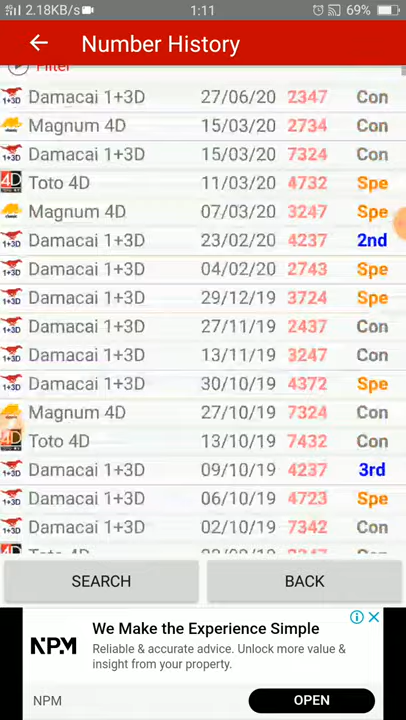 2.18KB/s 1:11 69%
Number History
Filter
Damacai 1+3D 27/06/20 2347 Con
Magnum 4D 15/03/20 2734 Con
Damacai 1+3D 15/03/20 7324 Con
Toto 4D 11/03/20 4732 Spe
Magnum 4D 07/03/20 3247 Spe
Damacai 1+3D 23/02/20 4237 2nd
Damacai 1+3D 04/02/20 2743 Spe
Damacai 1+3D 29/12/19 3724 Spe
Damacai 1+3D 27/11/19 2437 Con
Damacai 1+3D 13/11/19 3247 Con
Damacai 1+3D 30/10/19 4372 Spe
Magnum 4D 27/10/19 7324 Con
Toto 4D 13/10/19 7432 Con
Damacai 1+3D 09/10/19 4237 3rd
Damacai 1+3D 06/10/19 4723 Spe
Damacai 1+3D 02/10/19 7342 Con
Toto 4D
SEARCH BACK
We Make the Experience Simple
NPM
Reliable & accurate advice. Unlock more value &
insight from your property.
NPM OPEN